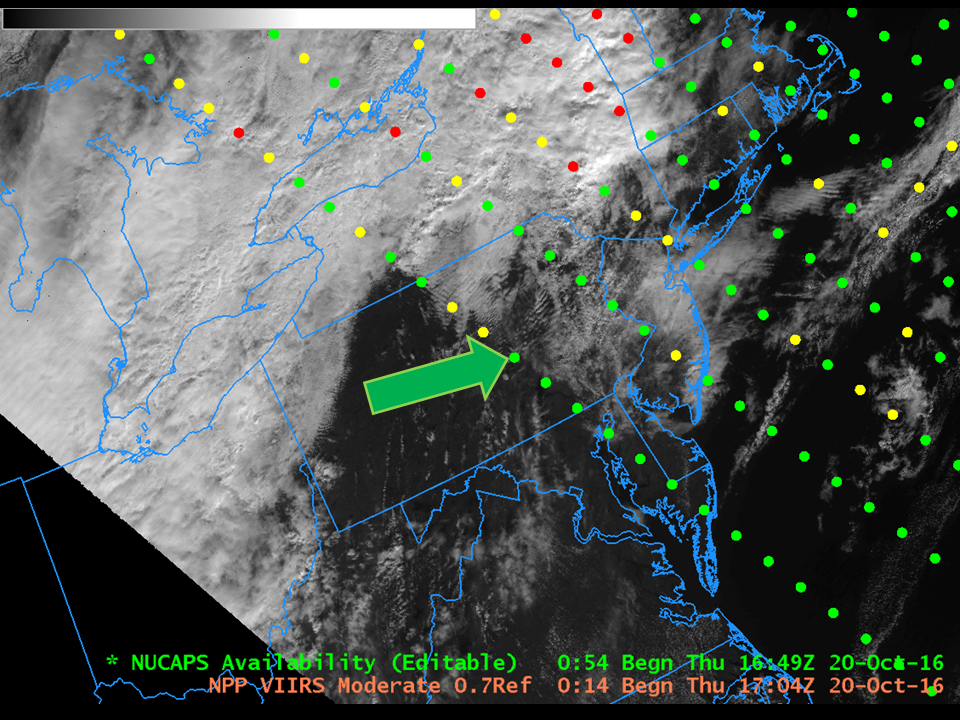 * NUCAPS Availability (Editable) 0:54 Begn Thu 16:49Z 20-Oct-16
NPP VIIRS Moderate 0.7Ref 0:14 Begn Thu 17:04Z 20-Oct-16